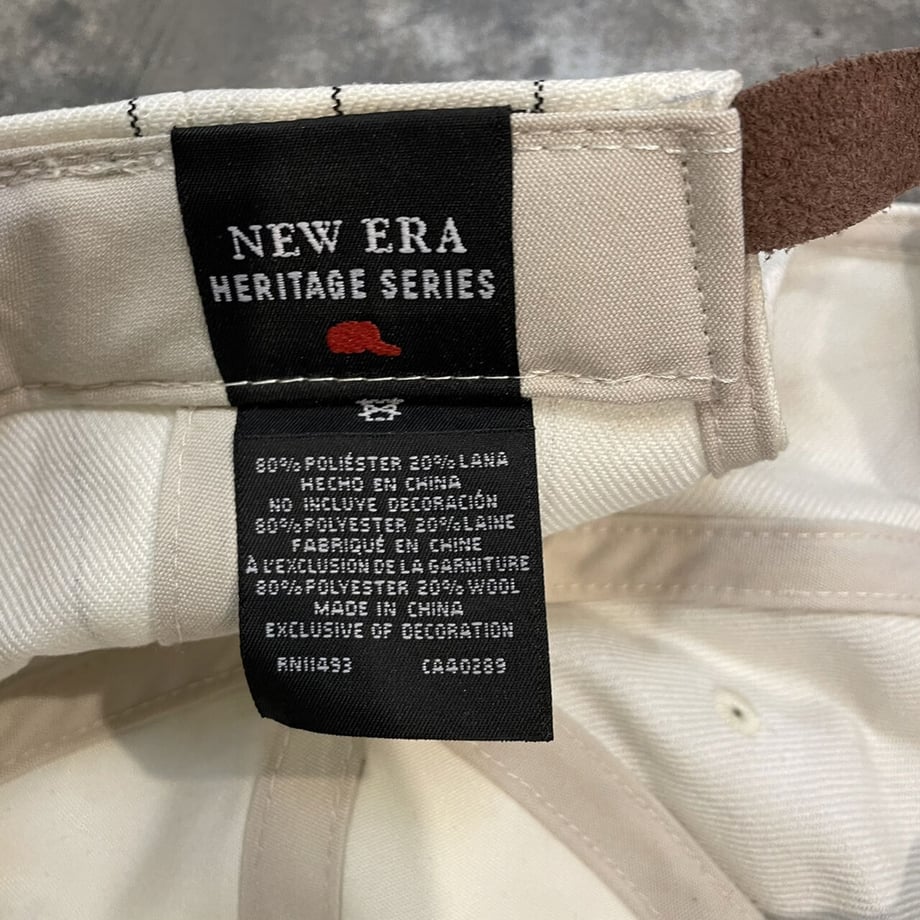 NEW ERA
HERITAGE SERIES
80% POLIÉSTER 20% LANA
HECHO EN CHINA
NO INCLUYE DECORACIÓN
80% POLYESTER 20% LAINE
FABRIQUÉ EN CHINE
À L'EXCLUSION DE LA GARNITURE
80% POLYESTER 20% WOOL
MADE IN CHINA
EXCLUSIVE OF DECORATION
RN11493 CA40289